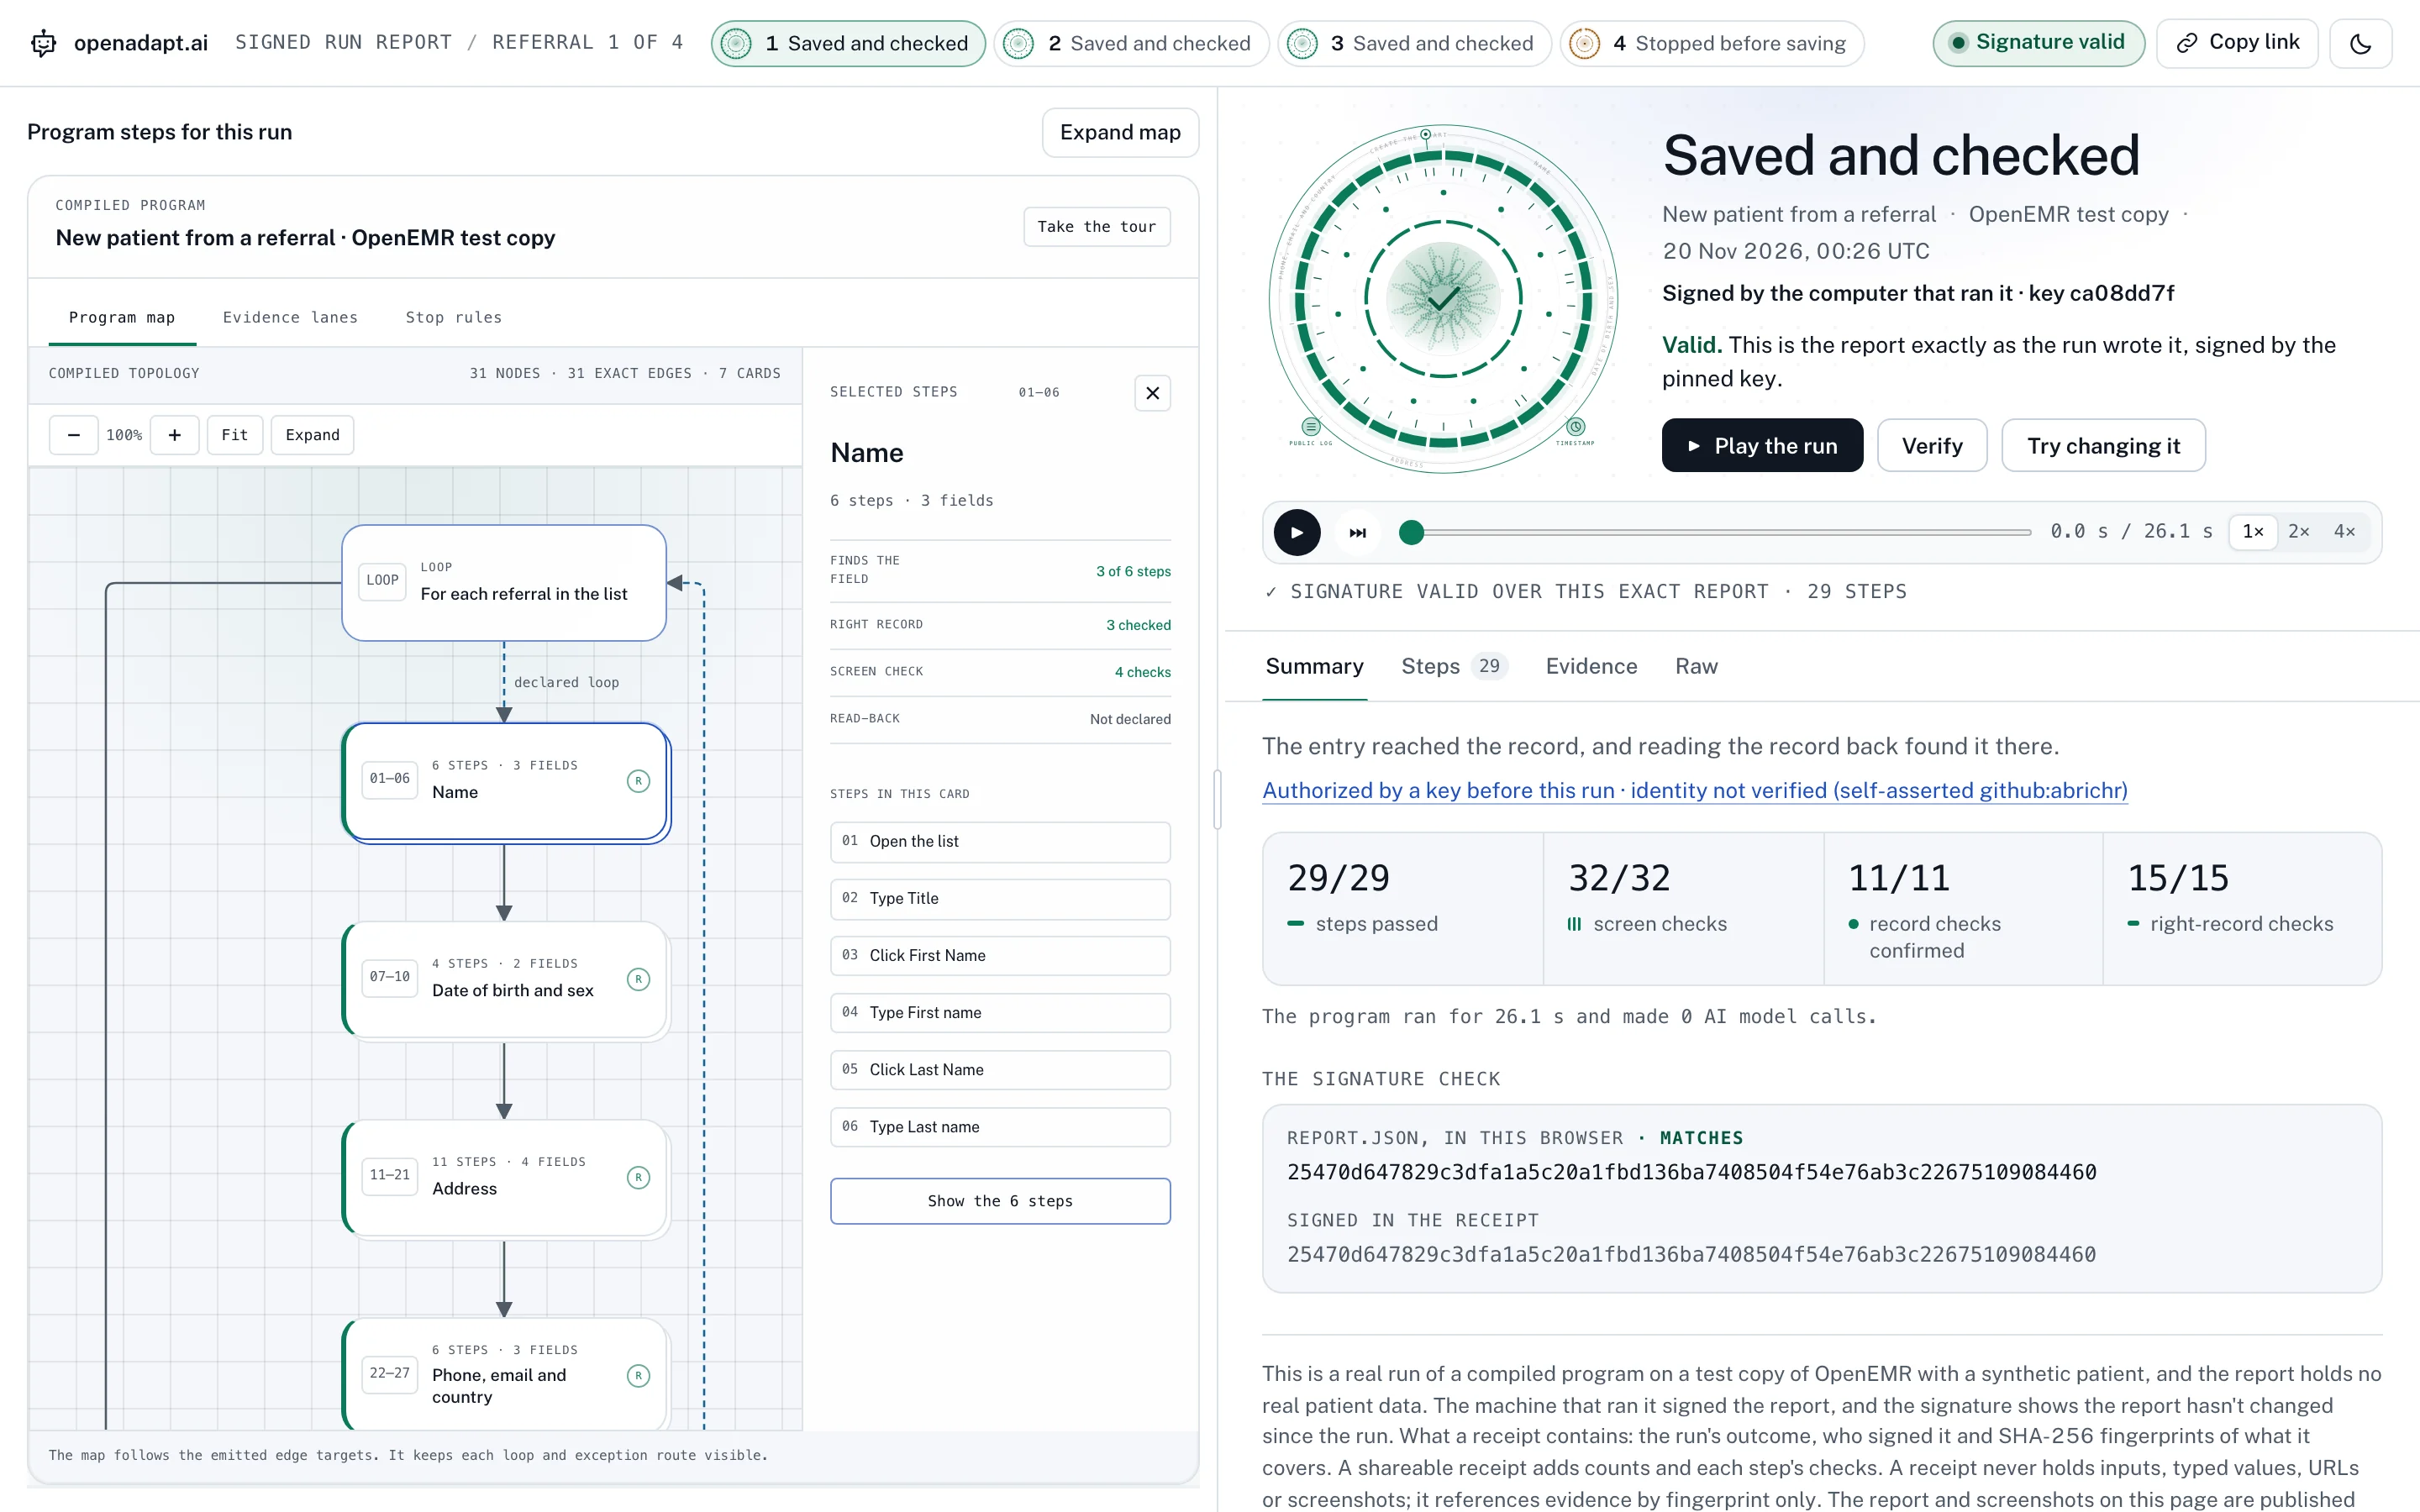 openadapt.ai
SIGNED RUN REPORT / REFERRAL 1 OF 4
1 Saved and checked
2 Saved and checked
3 Saved and checked
4 Stopped before saving
Signature valid
Copy link
Program steps for this run
Expand map
COMPILED PROGRAM
New patient from a referral · OpenEMR test copy
Take the tour
Program map
Evidence lanes
Stop rules
COMPILED TOPOLOGY
31 NODES · 31 EXACT EDGES · 7 CARDS
− 100% + Fit Expand
LOOP
LOOP
For each referral in the list
declared loop
01–06
6 STEPS · 3 FIELDS
Name
R
07–10
4 STEPS · 2 FIELDS
Date of birth and sex
R
11–21
11 STEPS · 4 FIELDS
Address
R
22–27
6 STEPS · 3 FIELDS
Phone, email and
country
R
The map follows the emitted edge targets. It keeps each loop and exception route visible.
SELECTED STEPS 01–06
Name
6 steps · 3 fields
FINDS THE
FIELD
3 of 6 steps
RIGHT RECORD
3 checked
SCREEN CHECK
4 checks
READ-BACK
Not declared
STEPS IN THIS CARD
01 Open the list
02 Type Title
03 Click First Name
04 Type First name
05 Click Last Name
06 Type Last name
Show the 6 steps
NAME
DATE OF BIRTH AND SEX
ADDRESS
PHONE, EMAIL AND COUNTRY
PUBLIC LOG
TIMESTAMP
Saved and checked
New patient from a referral · OpenEMR test copy ·
20 Nov 2026, 00:26 UTC
Signed by the computer that ran it · key ca08dd7f
Valid. This is the report exactly as the run wrote it, signed by the
pinned key.
Play the run
Verify
Try changing it
0.0 s / 26.1 s
1× 2× 4×
✓ SIGNATURE VALID OVER THIS EXACT REPORT · 29 STEPS
Summary
Steps 29
Evidence
Raw
The entry reached the record, and reading the record back found it there.
Authorized by a key before this run · identity not verified (self-asserted github:abrichr)
29/29
steps passed
32/32
screen checks
11/11
record checks
confirmed
15/15
right-record checks
The program ran for 26.1 s and made 0 AI model calls.
THE SIGNATURE CHECK
REPORT.JSON, IN THIS BROWSER · MATCHES
25470d647829c3dfa1a5c20a1fbd136ba7408504f54e76ab3c22675109084460
SIGNED IN THE RECEIPT
25470d647829c3dfa1a5c20a1fbd136ba7408504f54e76ab3c22675109084460
This is a real run of a compiled program on a test copy of OpenEMR with a synthetic patient, and the report holds no
real patient data. The machine that ran it signed the report, and the signature shows the report hasn't changed
since the run. What a receipt contains: the run's outcome, who signed it and SHA-256 fingerprints of what it
covers. A shareable receipt adds counts and each step's checks. A receipt never holds inputs, typed values, URLs
or screenshots; it references evidence by fingerprint only. The report and screenshots on this page are published